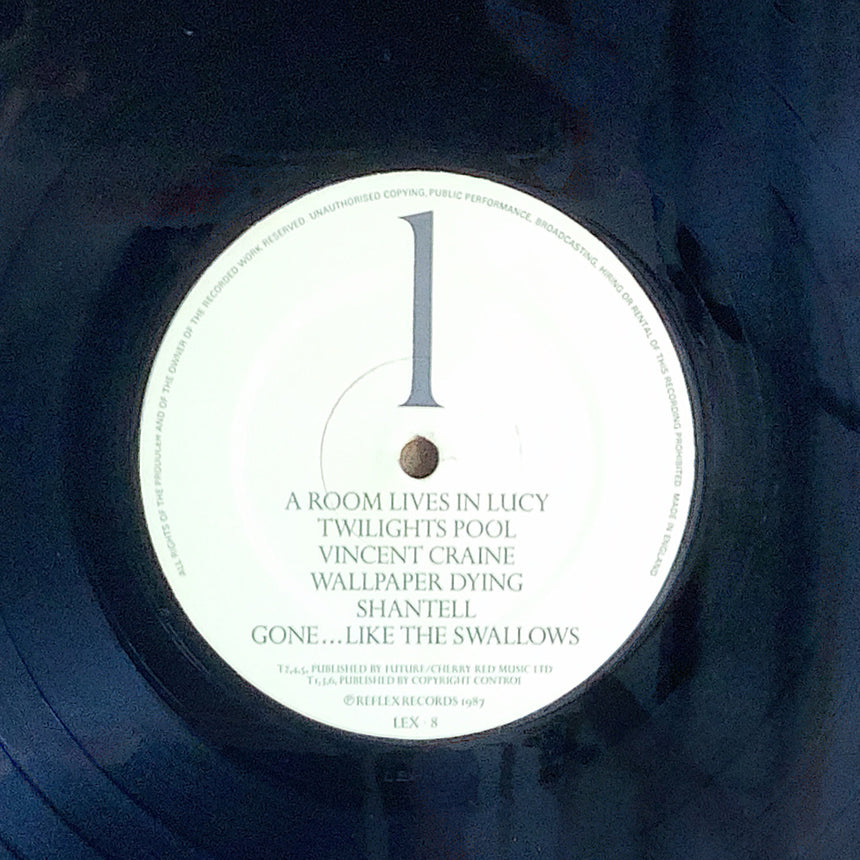 ALL RIGHTS OF THE PRODUCER AND OF THE OWNER OF THE RECORDED WORK RESERVED. UNAUTHORISED COPYING, PUBLIC PERFORMANCE, BROADCASTING, HIRING OR RENTAL OF THIS RECORDING PROHIBITED. MADE IN ENGLAND
1
A ROOM LIVES IN LUCY
TWILIGHTS POOL
VINCENT CRAINE
WALLPAPER DYING
SHANTELL
GONE...LIKE THE SWALLOWS
T2,4,5, PUBLISHED BY FUTURE/CHERRY RED MUSIC LTD
T1,3,6, PUBLISHED BY COPYRIGHT CONTROL
℗ REFLEX RECORDS 1987
LEX · 8